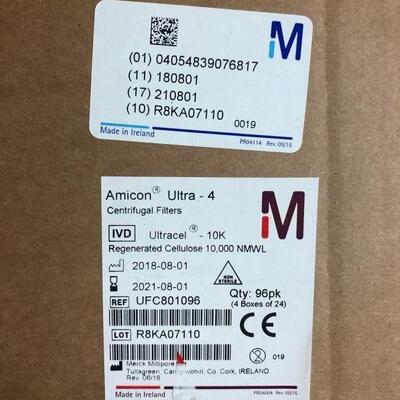 M
(01) 04054839076817
(11) 180801
(17) 210801
(10) R8KA07110
0019
Made in Ireland
PR04114 Rev. 05/15
Amicon® Ultra - 4
Centrifugal Filters
M
IVD Ultracel® - 10K
Regenerated Cellulose 10,000 NMWL
2018-08-01
2021-08-01
NON STERILE
Qty: 96pk
(4 Boxes of 24)
REF UFC801096
CE
LOT R8KA07110
019
Merck Millipore
Tullagreen, Carrigtwohill, Co. Cork, IRELAND.
Rev. 06/16
Made in Ireland
PR04004 Rev. 05/15